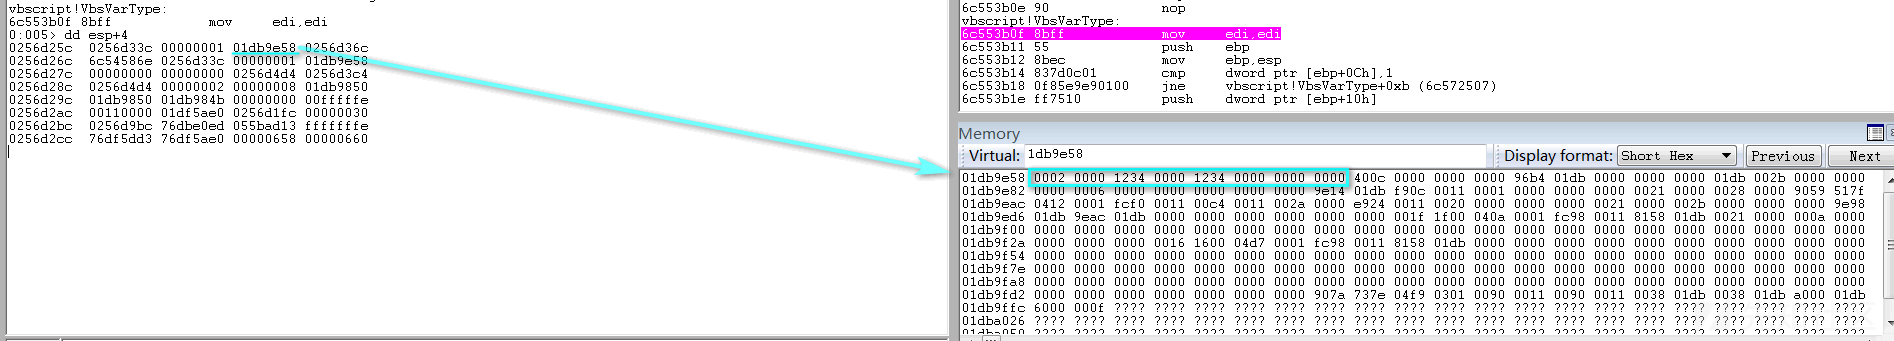 vbscript!VbsVarType:
6c553b0f 8bff mov edi,edi
0:005> dd esp+4
0256d25c 0256d33c 00000001 01db9e58 0256d36c
0256d26c 6c54586e 0256d33c 00000001 01db9e58
0256d27c 00000000 00000000 0256d4d4 0256d3c4
0256d28c 0256d4d4 00000002 00000008 01db9850
0256d29c 01db9850 01db984b 00000000 00fffffe
0256d2ac 00110000 01df5ae0 0256d1fc 00000030
0256d2bc 0256d9bc 76dbe0ed 055bad13 fffffffe
0256d2cc 76df5dd3 76df5ae0 00000658 00000660
6c553b0e 90 nop
vbscript!VbsVarType:
6c553b0f 8bff mov edi,edi
6c553b11 55 push ebp
6c553b12 8bec mov ebp,esp
6c553b14 837d0c01 cmp dword ptr [ebp+0Ch],1
6c553b18 0f85e9e90100 jne vbscript!VbsVarType+0xb (6c572507)
6c553b1e ff7510 push dword ptr [ebp+10h]
Memory
Virtual: 1db9e58 Display format: Short Hex Previous Next
01db9e58 0002 0000 1234 0000 1234 0000 0000 0000 400c 0000 0000 0000 96b4 01db 0000 0000 0000 01db 002b 0000 0000
01db9e82 0000 0006 0000 0000 0000 0000 0000 9e14 01db f90c 0011 0001 0000 0000 0000 0021 0000 0028 0000 9059 517f
01db9eac 0412 0001 fcf0 0011 00c4 0011 002a 0000 e924 0011 0020 0000 0000 0000 0000 0021 0000 002b 0000 0000 9e98
01db9ed6 01db 9eac 01db 0000 0000 0000 0000 001f 1f00 040a 0001 fc98 0011 8158 01db 0021 0000 0000 000a 0000
01db9f00 0000 0000 0000 0000 0000 0000 0000 0000 0000 0000 0000 0000 0000 0000 0000 0000 0000 0000 0000 0000 0000
01db9f2a 0000 0000 0000 0016 1600 04d7 0001 fc98 0011 8158 01db 0000 0000 0000 0000 0000 0000 0000 0000 0000 0000
01db9f54 0000 0000 0000 0000 0000 0000 0000 0000 0000 0000 0000 0000 0000 0000 0000 0000 0000 0000 0000 0000 0000
01db9f7e 0000 0000 0000 0000 0000 0000 0000 0000 0000 0000 0000 0000 0000 0000 0000 0000 0000 0000 0000 0000 0000
01db9fa8 0000 0000 0000 0000 0000 0000 0000 0000 0000 0000 0000 0000 0000 0000 0000 0000 0000 0000 0000 0000 0000
01db9fd2 0000 0000 0000 0000 0000 0000 0000 907a 737e 04f9 0301 0090 0011 0090 0011 0038 01db 0038 01db a000 01db
01db9ffc 6000 000f ???? ???? ???? ???? ???? ???? ???? ???? ???? ???? ???? ???? ???? ???? ???? ???? ???? ???? ????
01dba026 ???? ???? ???? ???? ???? ???? ???? ???? ???? ???? ???? ???? ???? ???? ???? ???? ???? ???? ???? ???? ????
01dba050 ???? ???? ???? ???? ???? ???? ???? ???? ???? ???? ???? ???? ???? ???? ???? ???? ???? ???? ???? ???? ????